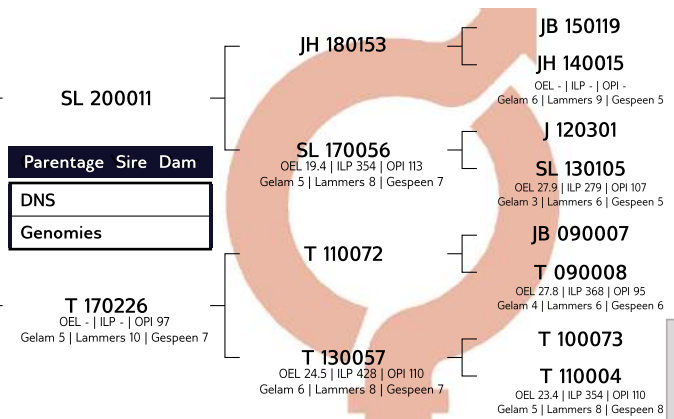 SL 200011
Parentage Sire Dam
DNS
Genomies
T 170226
OEL - | ILP - | OPI 97
Gelam 5 | Lammers 10 | Gespeen 7
JH 180153
SL 170056
OEL 19.4 | ILP 354 | OPI 113
Gelam 5 | Lammers 8 | Gespeen 7
T 110072
T 130057
OEL 24.5 | ILP 428 | OPI 110
Gelam 6 | Lammers 8 | Gespeen 7
JB 150119
JH 140015
OEL - | ILP - | OPI -
Gelam 6 | Lammers 9 | Gespeen 5
J 120301
SL 130105
OEL 27.9 | ILP 279 | OPI 107
Gelam 3 | Lammers 6 | Gespeen 5
JB 090007
T 090008
OEL 27.8 | ILP 368 | OPI 95
Gelam 4 | Lammers 6 | Gespeen 6
T 100073
T 110004
OEL 23.4 | ILP 354 | OPI 110
Gelam 5 | Lammers 8 | Gespeen 8